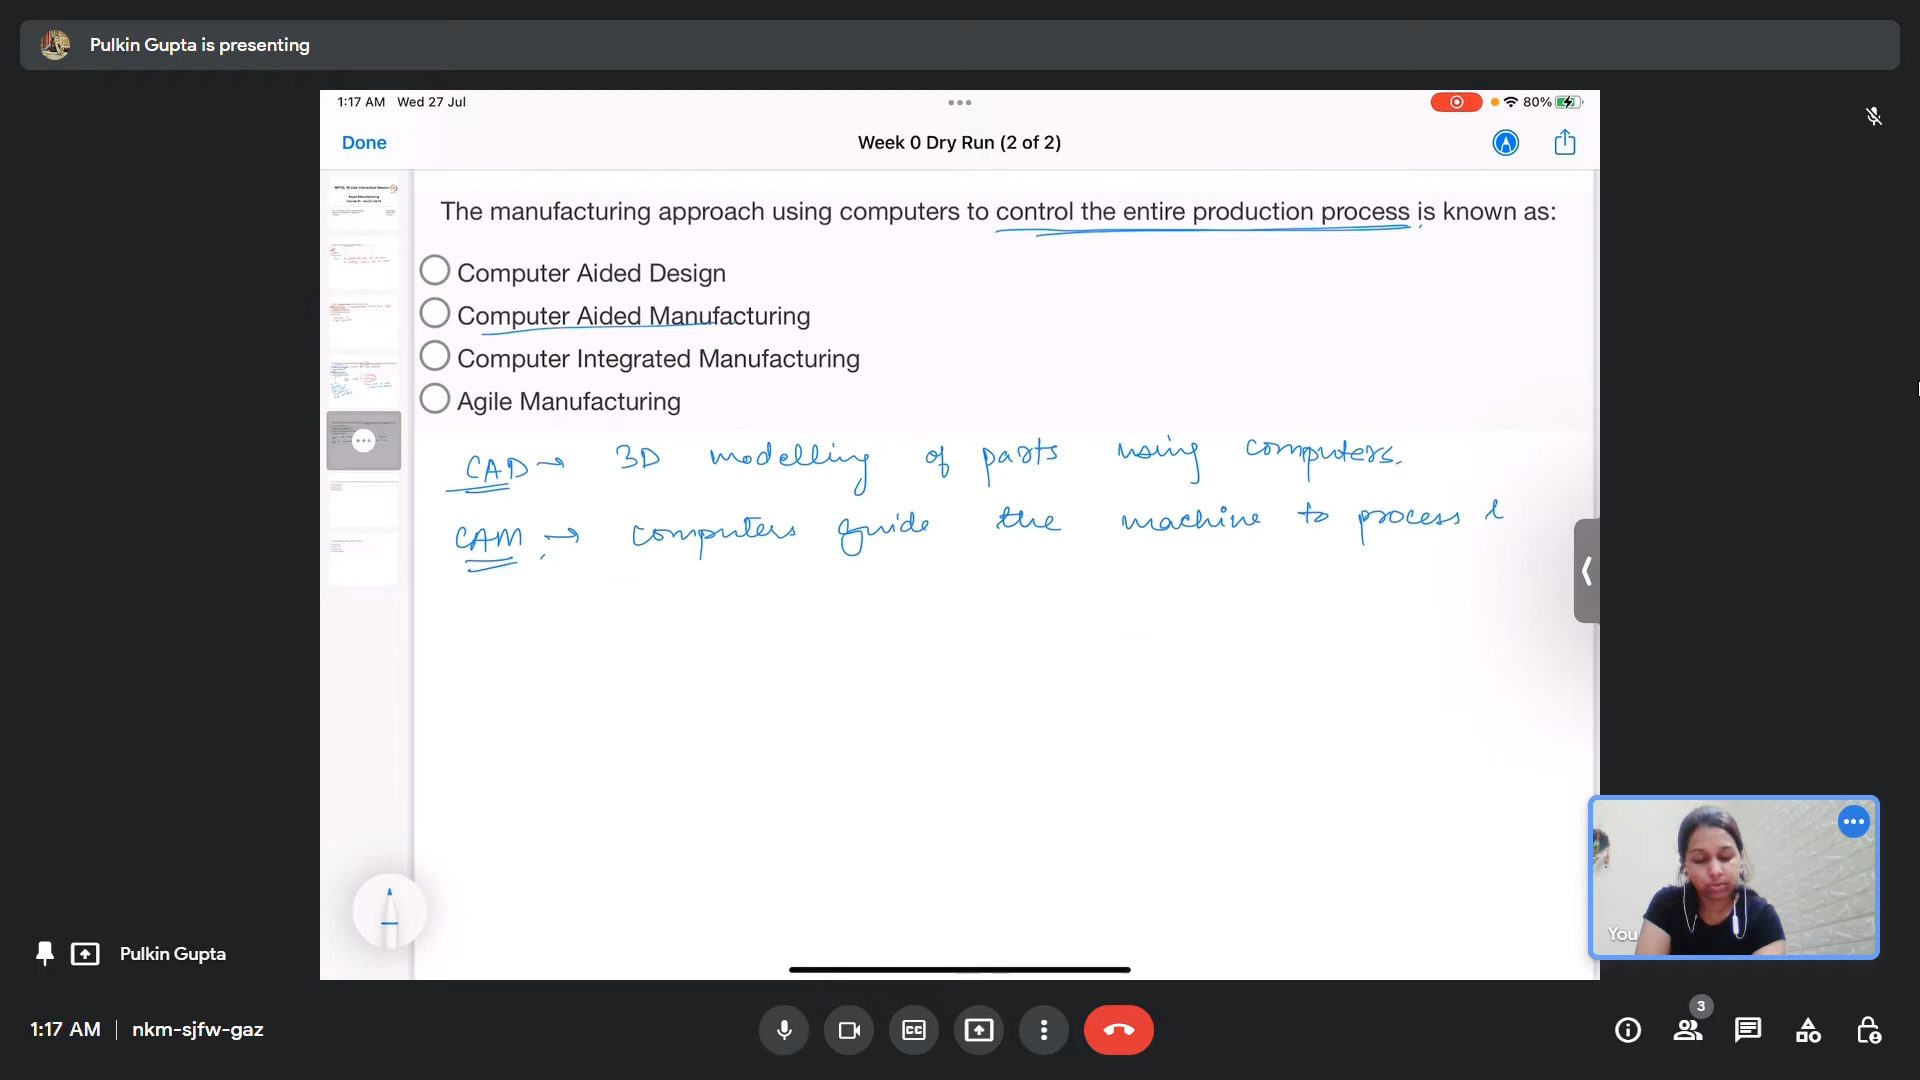 Pulkin Gupta is presenting
1:17 AM Wed 27 Jul
80%
Done
Week 0 Dry Run (2 of 2)
The manufacturing approach using computers to control the entire production process is known as:
Computer Aided Design
Computer Aided Manufacturing
Computer Integrated Manufacturing
Agile Manufacturing
CAD → 3D modelling of parts using computers.
CAM → computers guide the machine to process
You
Pulkin Gupta
3
1:17 AM | nkm-sjfw-gaz
CC